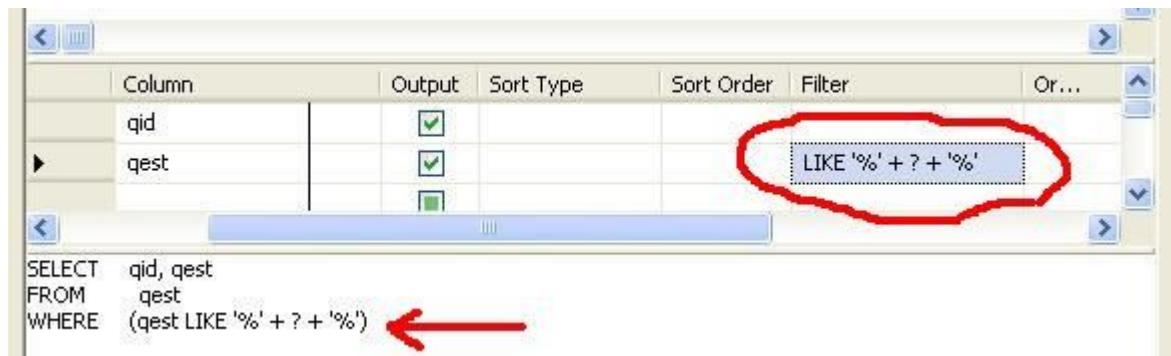 Column Output Sort Type Sort Order Filter Or...
qid
qest LIKE '%' + ? + '%'
SELECT qid, qest
FROM qest
WHERE (qest LIKE '%' + ? + '%')